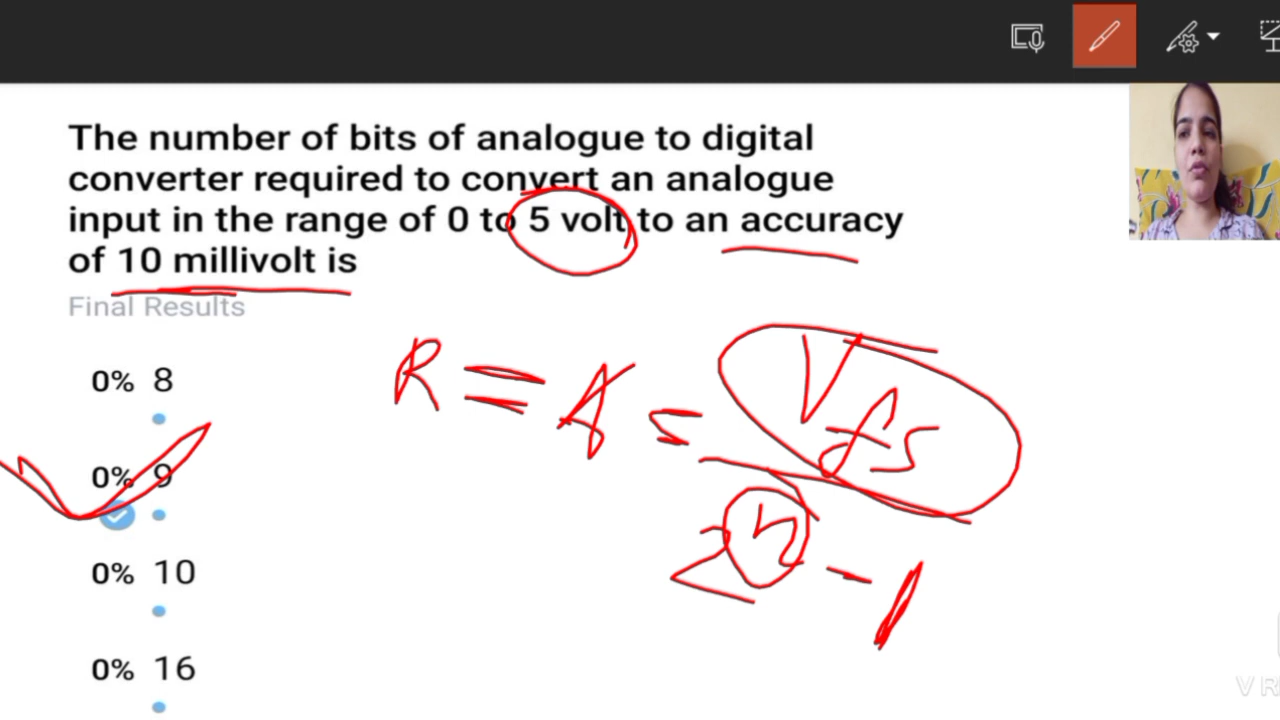 The number of bits of analogue to digital
converter required to convert an analogue
input in the range of 0 to 5 volt to an accuracy
of 10 millivolt is
Final Results
0% 8
0% 9
0% 10
0% 16
R = A = Vfs
2^n - 1